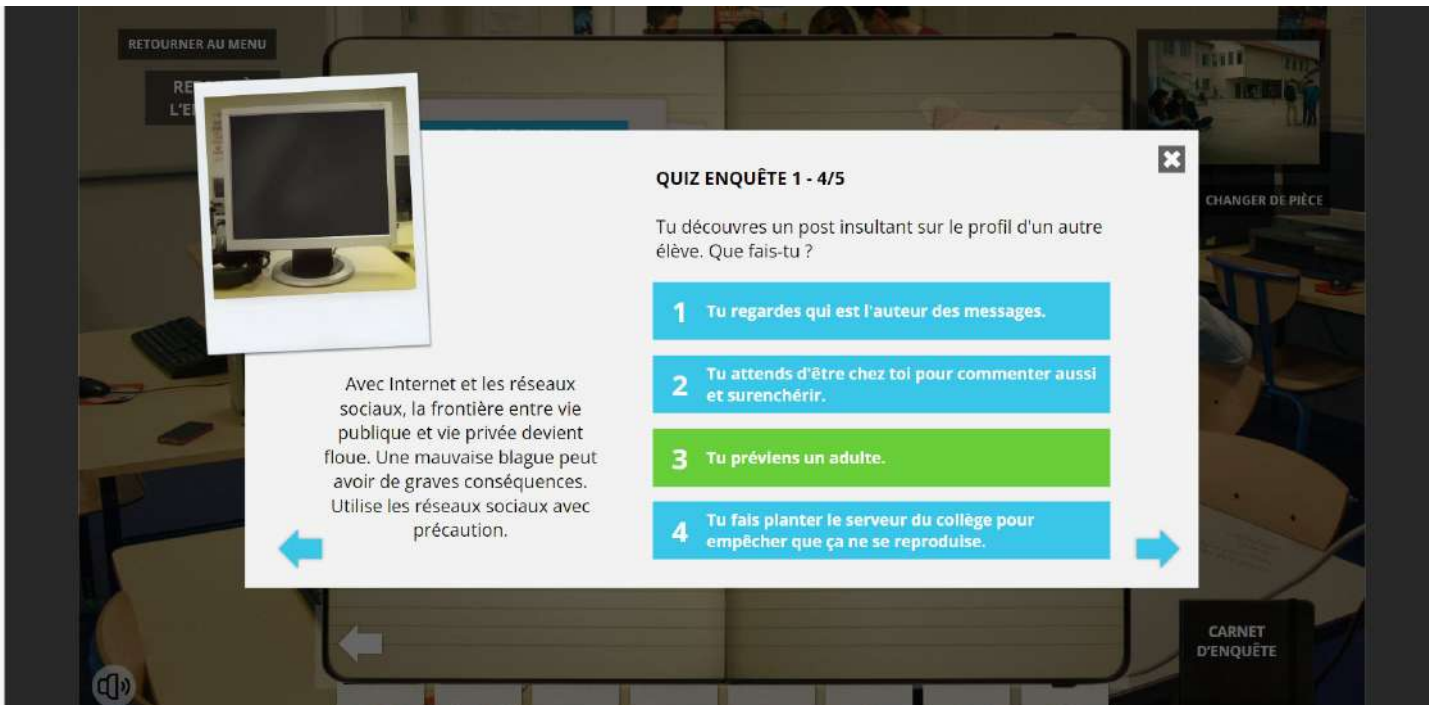 RETOURNER AU MENU
L'E
QUIZ ENQUÊTE 1 - 4/5
Tu découvres un post insultant sur le profil d'un autre
élève. Que fais-tu ?
1 Tu regardes qui est l'auteur des messages.
2 Tu attends d'être chez toi pour commenter aussi
et surenchérir.
3 Tu préviens un adulte.
4 Tu fais planter le serveur du collège pour
empêcher que ça ne se reproduise.
Avec Internet et les réseaux
sociaux, la frontière entre vie
publique et vie privée devient
floue. Une mauvaise blague peut
avoir de graves conséquences.
Utilise les réseaux sociaux avec
précaution.
CHANGER DE PIÈCE
CARNET
D'ENQUÊTE